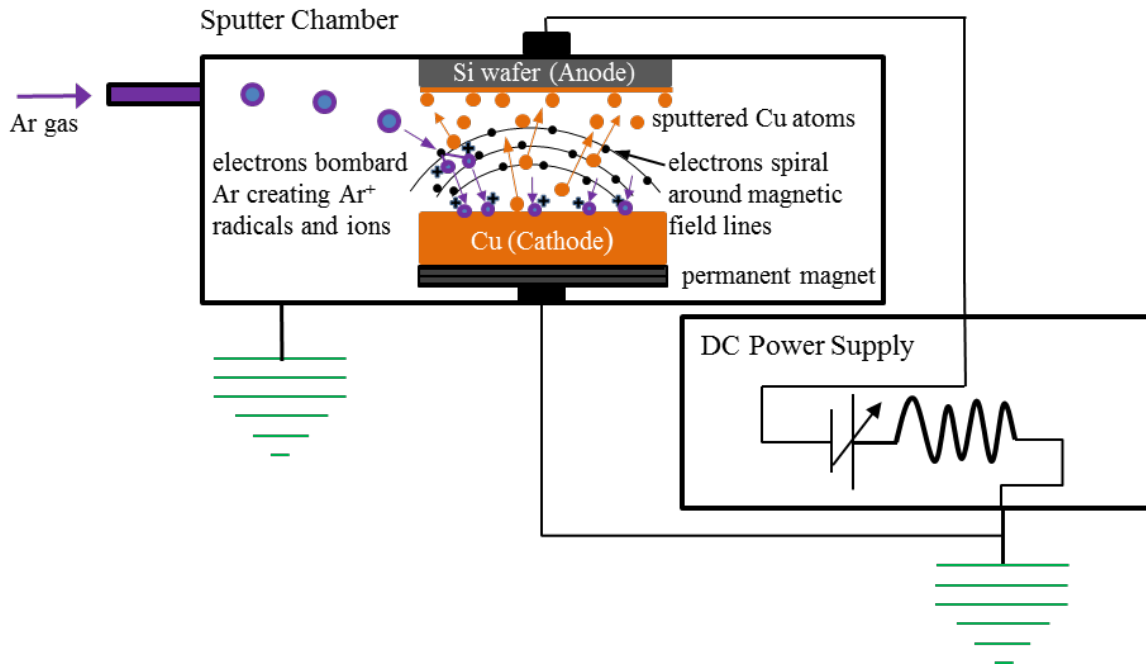 Sputter Chamber
Si wafer (Anode)
Ar gas
sputtered Cu atoms
electrons bombard
Ar creating Ar⁺
radicals and ions
electrons spiral
around magnetic
field lines
Cu (Cathode)
permanent magnet
DC Power Supply